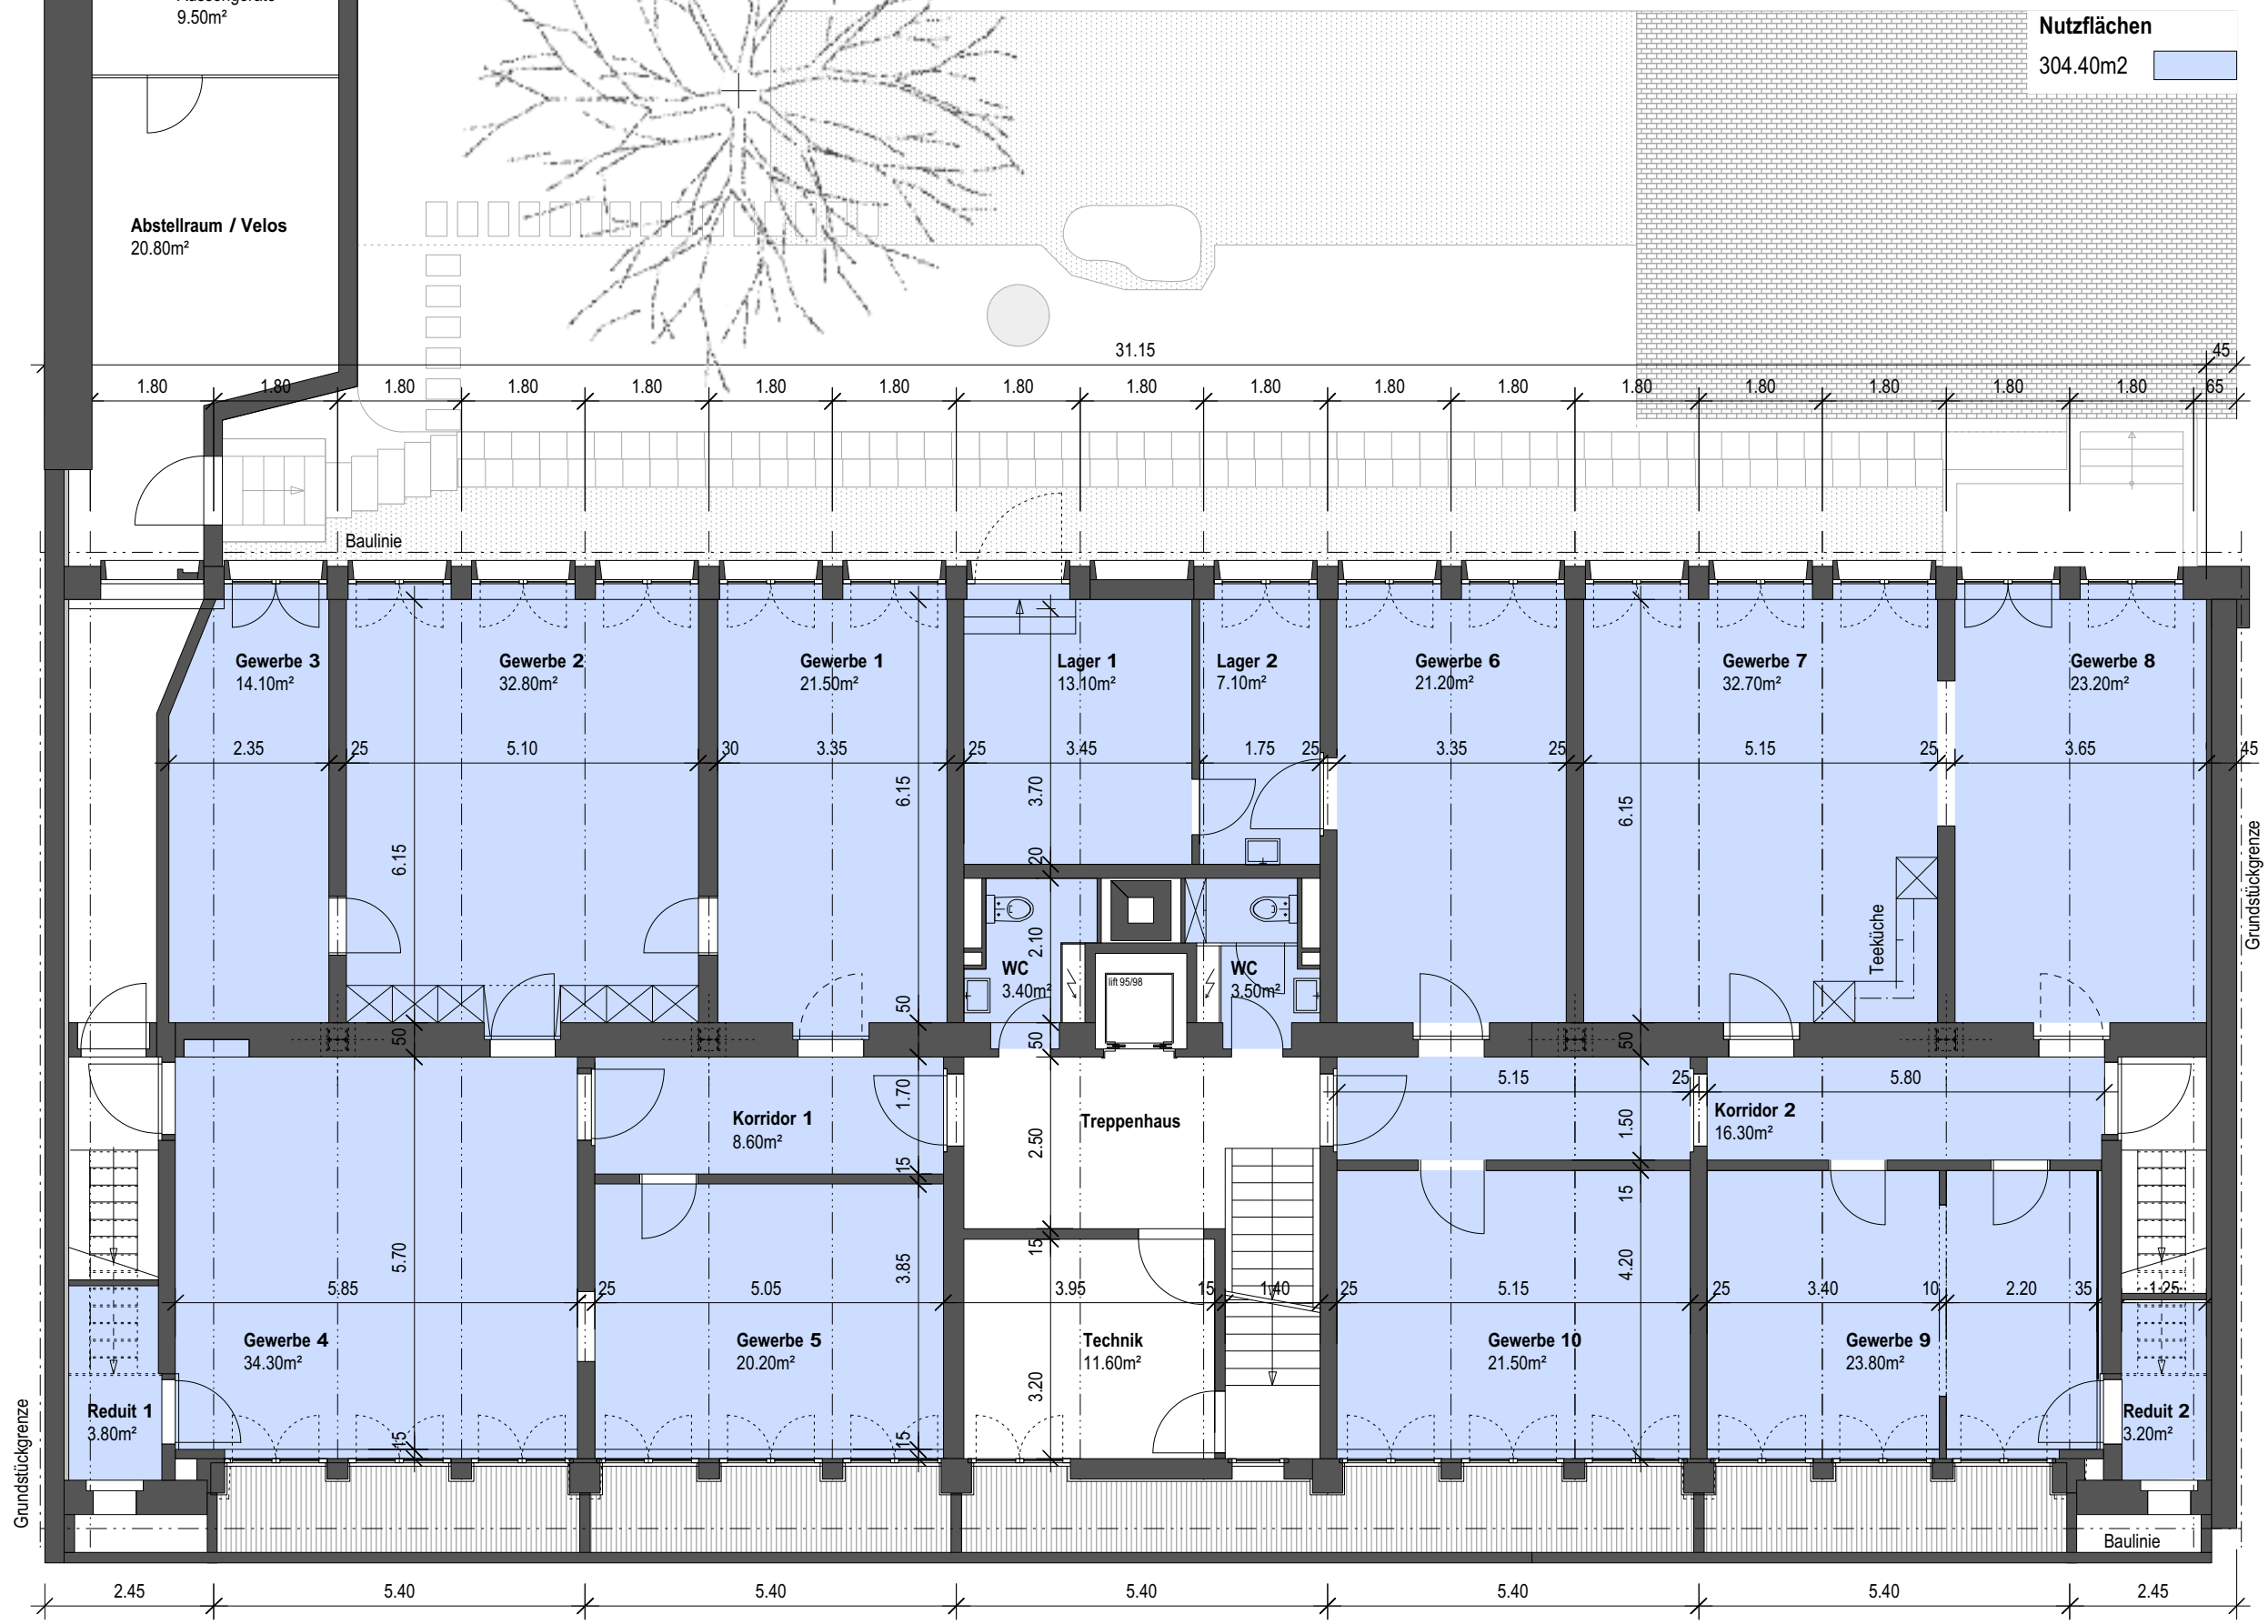 9.50m²
Nutzflächen
304.40m2
Abstellraum / Velos
20.80m²
31.15
45
1.80 1.80 1.80 1.80 1.80 1.80 1.80 1.80 1.80 1.80 1.80 1.80 1.80 1.80 1.80 1.80 1.80 65
Baulinie
Gewerbe 3
14.10m²
Gewerbe 2
32.80m²
Gewerbe 1
21.50m²
Lager 1
13.10m²
Lager 2
7.10m²
Gewerbe 6
21.20m²
Gewerbe 7
32.70m²
Gewerbe 8
23.20m²
2.35 25 5.10 30 3.35 25 3.45 1.75 25 3.35 25 5.15 25 3.65 45
6.15
6.15
3.70
6.15
20
2.10
Teeküche
Grundstückgrenze
WC
3.40m²
lift 95/98
WC
3.50m²
50
50
50
50
5.15 25 5.80
Korridor 1
8.60m²
1.70
15
Treppenhaus
2.50
1.50
15
Korridor 2
16.30m²
5.70
3.85
15
4.20
5.85 25 5.05 3.95 15 1.40 25 5.15 25 3.40 10 2.20 35 1.25
Gewerbe 4
34.30m²
Gewerbe 5
20.20m²
Technik
11.60m²
Gewerbe 10
21.50m²
Gewerbe 9
23.80m²
3.20
Reduit 1
3.80m²
Reduit 2
3.20m²
15
15
Grundstückgrenze
Baulinie
2.45 5.40 5.40 5.40 5.40 5.40 2.45